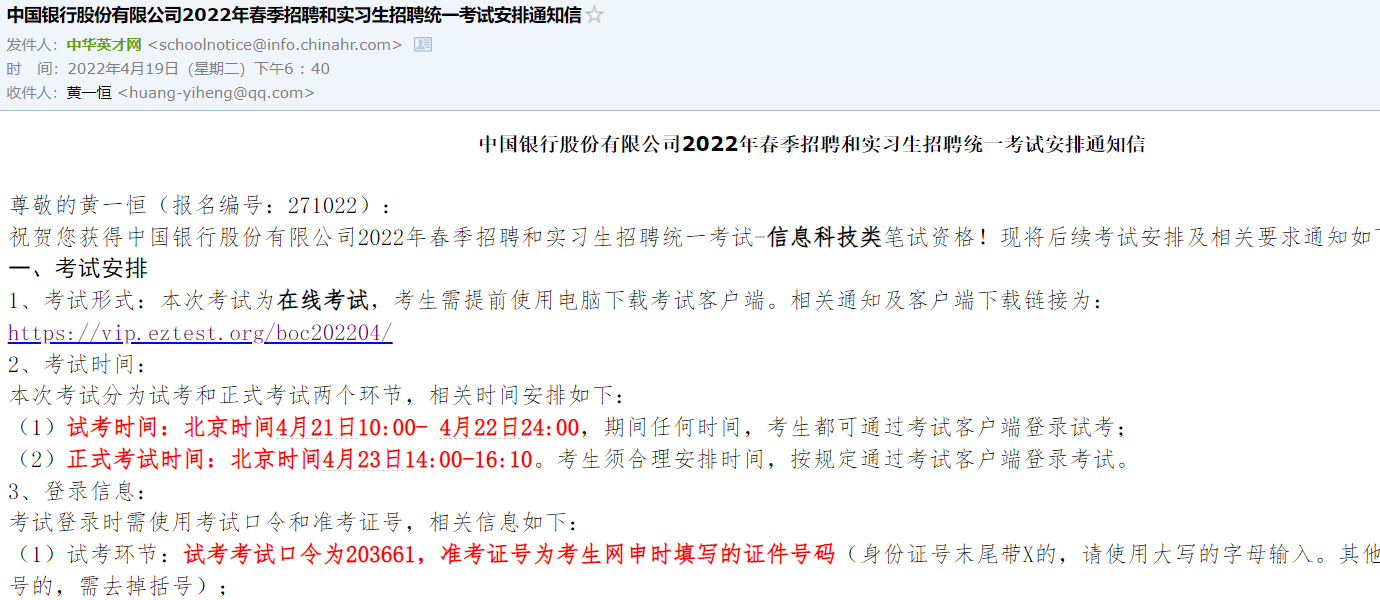 中国银行股份有限公司2022年春季招聘和实习生招聘统一考试安排通知信
发件人：中华英才网 <schoolnotice@info.chinahr.com>
时 间：2022年4月19日（星期二）下午6：40
收件人：黄一恒 <huang-yiheng@qq.com>
中国银行股份有限公司2022年春季招聘和实习生招聘统一考试安排通知信
尊敬的黄一恒（报名编号：271022）：
祝贺您获得中国银行股份有限公司2022年春季招聘和实习生招聘统一考试-信息科技类笔试资格！现将后续考试安排及相关要求通知如
一、考试安排
1、考试形式：本次考试为在线考试，考生需提前使用电脑下载考试客户端。相关通知及客户端下载链接为：
https://vip.eztest.org/boc202204/
2、考试时间：
本次考试分为试考和正式考试两个环节，相关时间安排如下：
（1）试考时间：北京时间4月21日10:00- 4月22日24:00，期间任何时间，考生都可通过考试客户端登录试考；
（2）正式考试时间：北京时间4月23日14:00-16:10。考生须合理安排时间，按规定通过考试客户端登录考试。
3、登录信息：
考试登录时需使用考试口令和准考证号，相关信息如下：
（1）试考环节：试考考试口令为203661，准考证号为考生网申时填写的证件号码（身份证号末尾带X的，请使用大写的字母输入。其他
号的，需去掉括号）；